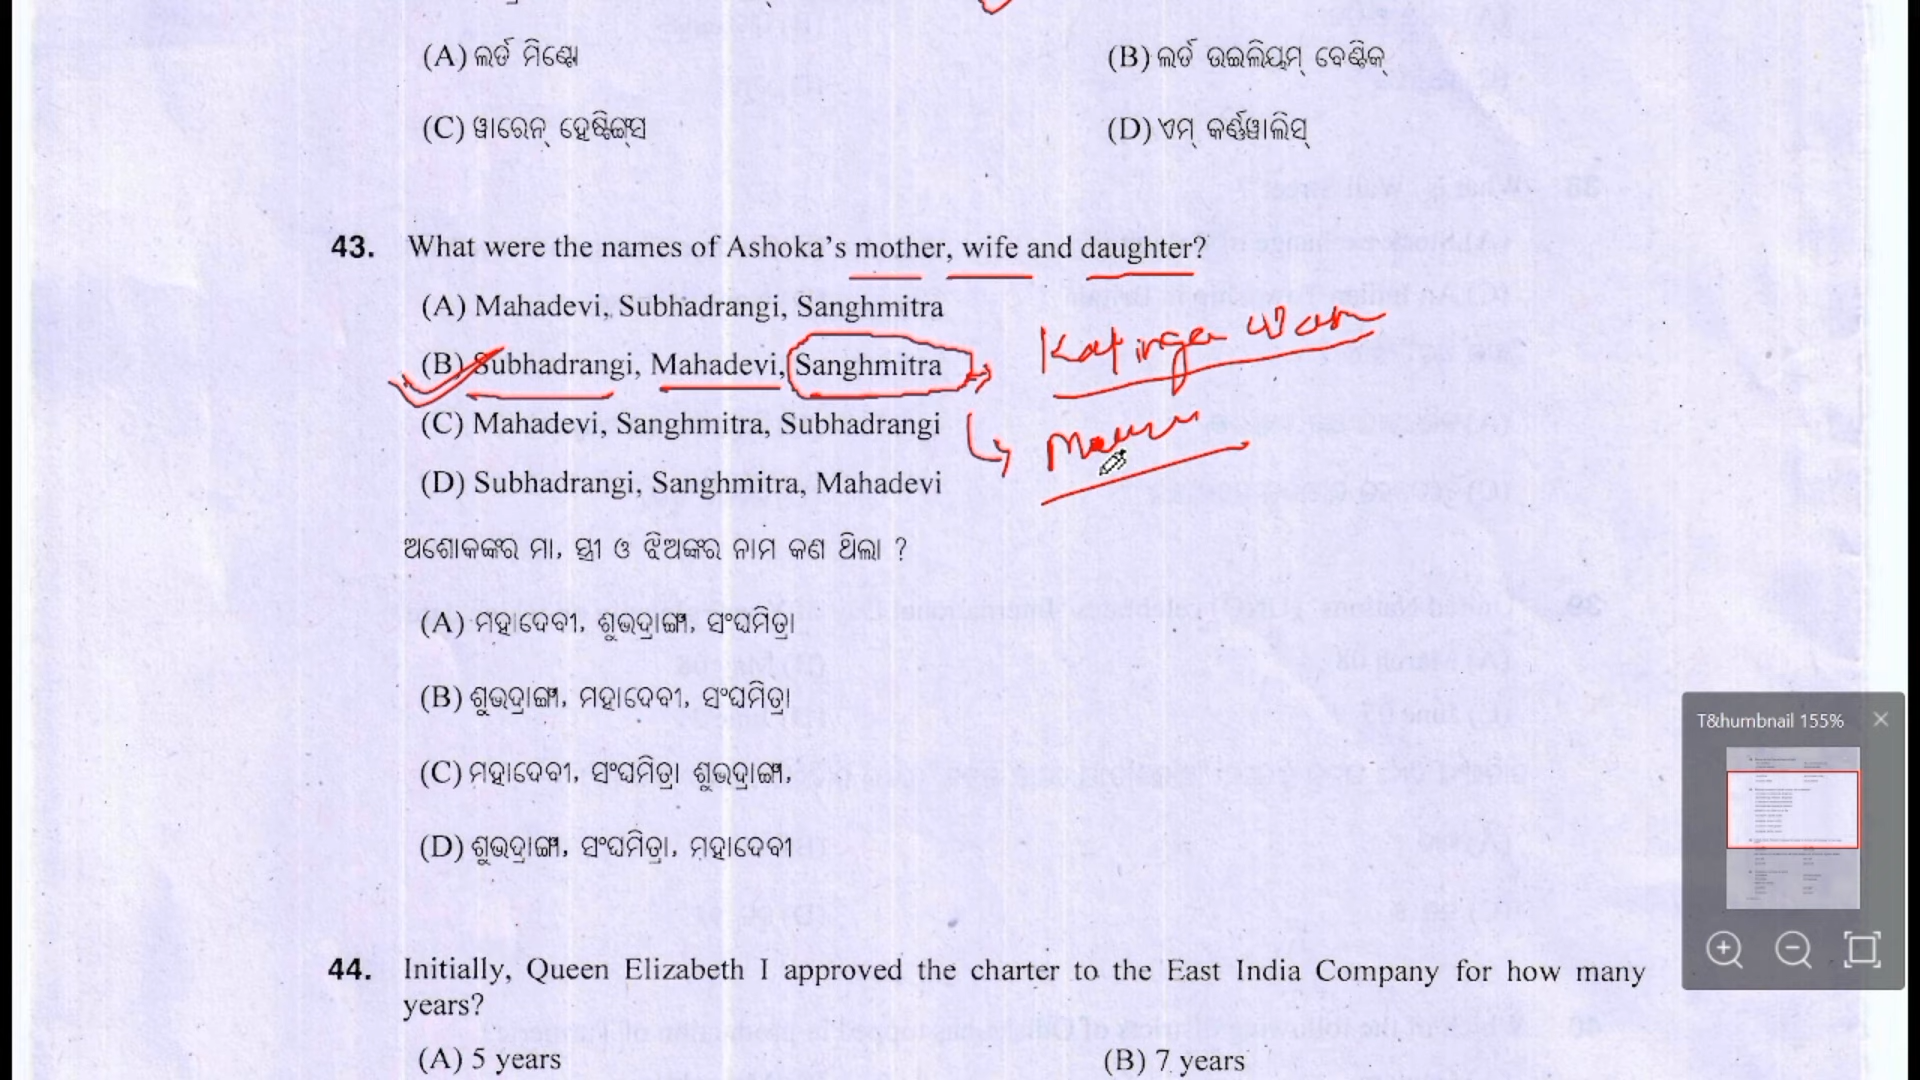 (A) ଲର୍ଡ ମିଣ୍ଟୋ
(B) ଲର୍ଡ ଉଇଲିୟମ୍ ବେଣ୍ଟିକ୍
(C) ୱାରେନ୍ ହେଷ୍ଟିଙ୍ଗ୍ସ
(D) ଏମ୍ କର୍ଣ୍ଣୱାଲିସ୍
43. What were the names of Ashoka's mother, wife and daughter?
(A) Mahadevi, Subhadrangi, Sanghmitra
(B) Subhadrangi, Mahadevi, Sanghmitra
Kalinga War
(C) Mahadevi, Sanghmitra, Subhadrangi
(D) Subhadrangi, Sanghmitra, Mahadevi
ଅଶୋକଙ୍କର ମା, ସ୍ତ୍ରୀ ଓ ଝିଅଙ୍କର ନାମ କଣ ଥିଲା ?
(A) ମହାଦେବୀ, ଶୁଭଦ୍ରାଙ୍ଗୀ, ସଂଘମିତ୍ରା
(B) ଶୁଭଦ୍ରାଙ୍ଗୀ, ମହାଦେବୀ, ସଂଘମିତ୍ରା
(C) ମହାଦେବୀ, ସଂଘମିତ୍ରା ଶୁଭଦ୍ରାଙ୍ଗୀ,
(D) ଶୁଭଦ୍ରାଙ୍ଗୀ, ସଂଘମିତ୍ରା, ମହାଦେବୀ
T&humbnail 155%
44. Initially, Queen Elizabeth I approved the charter to the East India Company for how many
years?
(A) 5 years
(B) 7 years